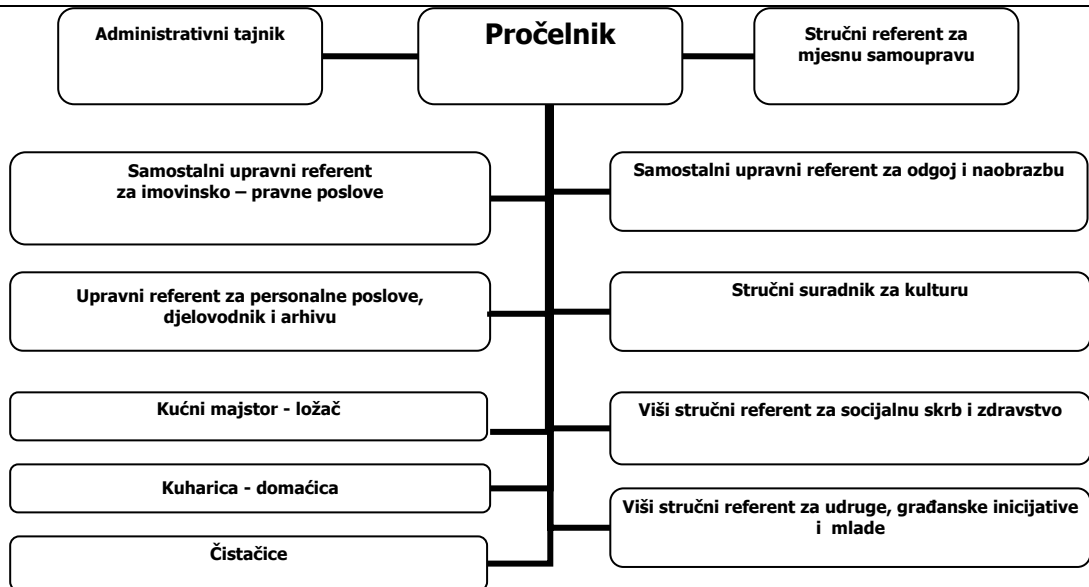 Administrativni tajnik
Pročelnik
Stručni referent za
mjesnu samoupravu
Samostalni upravni referent
za imovinsko – pravne poslove
Samostalni upravni referent za odgoj i naobrazbu
Upravni referent za personalne poslove,
djelovodnik i arhivu
Stručni suradnik za kulturu
Kućni majstor - ložač
Viši stručni referent za socijalnu skrb i zdravstvo
Kuharica - domaćica
Viši stručni referent za udruge, građanske inicijative
i mlade
Čistačice